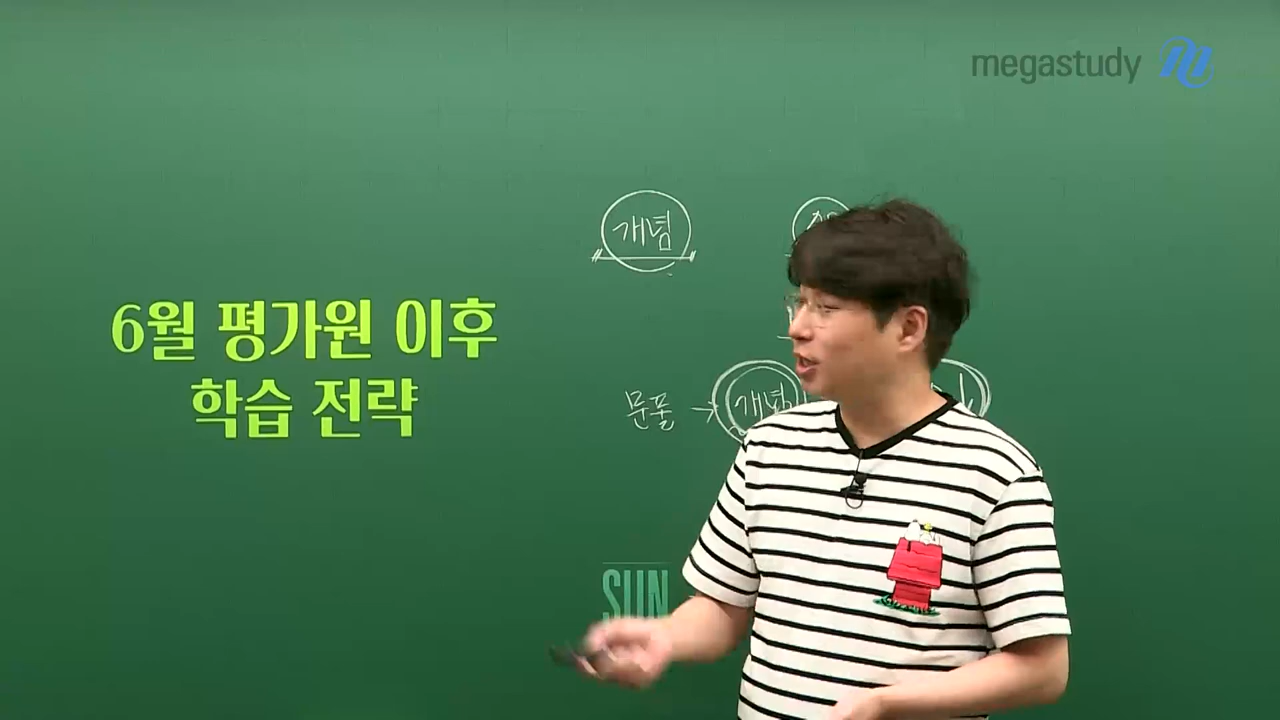 megastudy
개념
6월 평가원 이후
학습 전략
문풀 → 개념
SUN